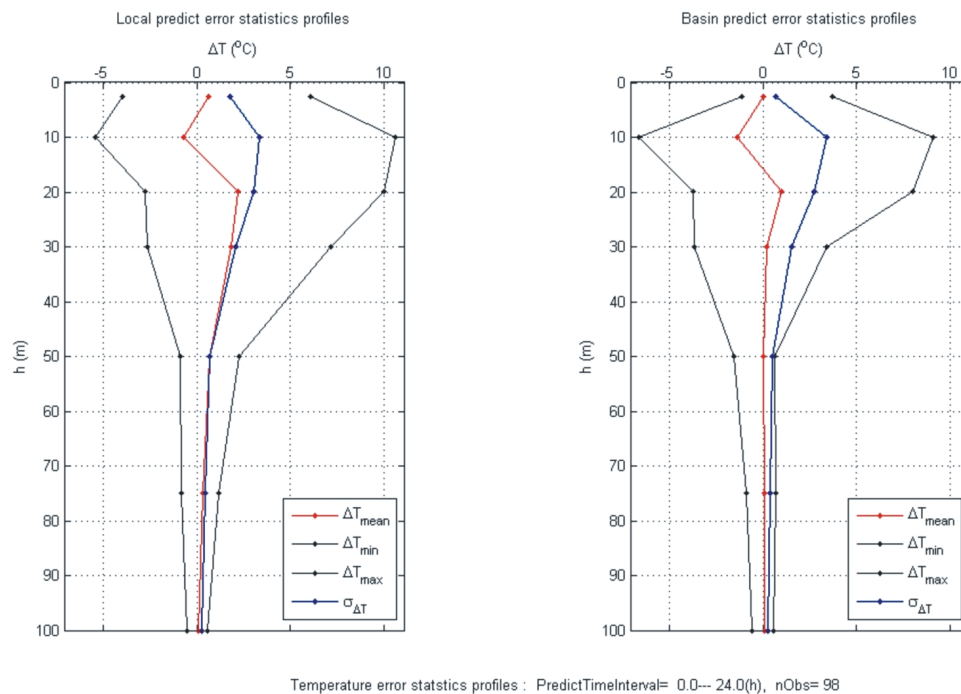 Local predict error statistics profiles
ΔT (°C)
-5 0 5 10
0
10
20
30
40
50
60
70
80
90
100
h (m)
ΔTmean
ΔTmin
ΔTmax
σΔT
Basin predict error statistics profiles
ΔT (°C)
-5 0 5 10
0
10
20
30
40
50
60
70
80
90
100
h (m)
ΔTmean
ΔTmin
ΔTmax
σΔT
Temperature error statstics profiles : PredictTimeInterval= 0.0--- 24.0(h), nObs= 98